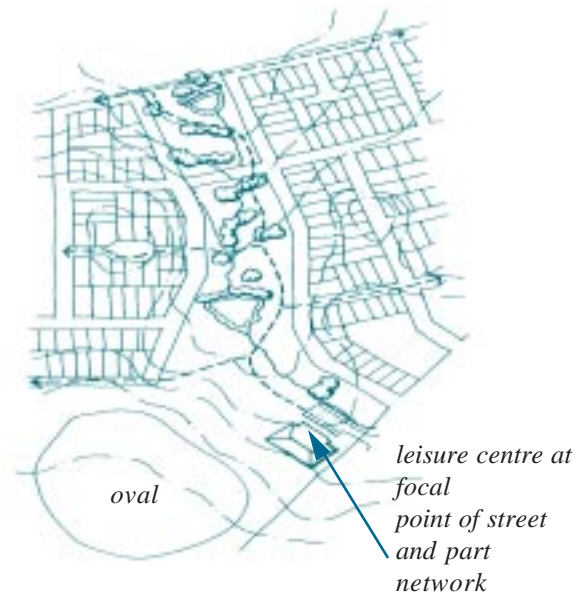 oval
leisure centre at
focal
point of street
and part
network